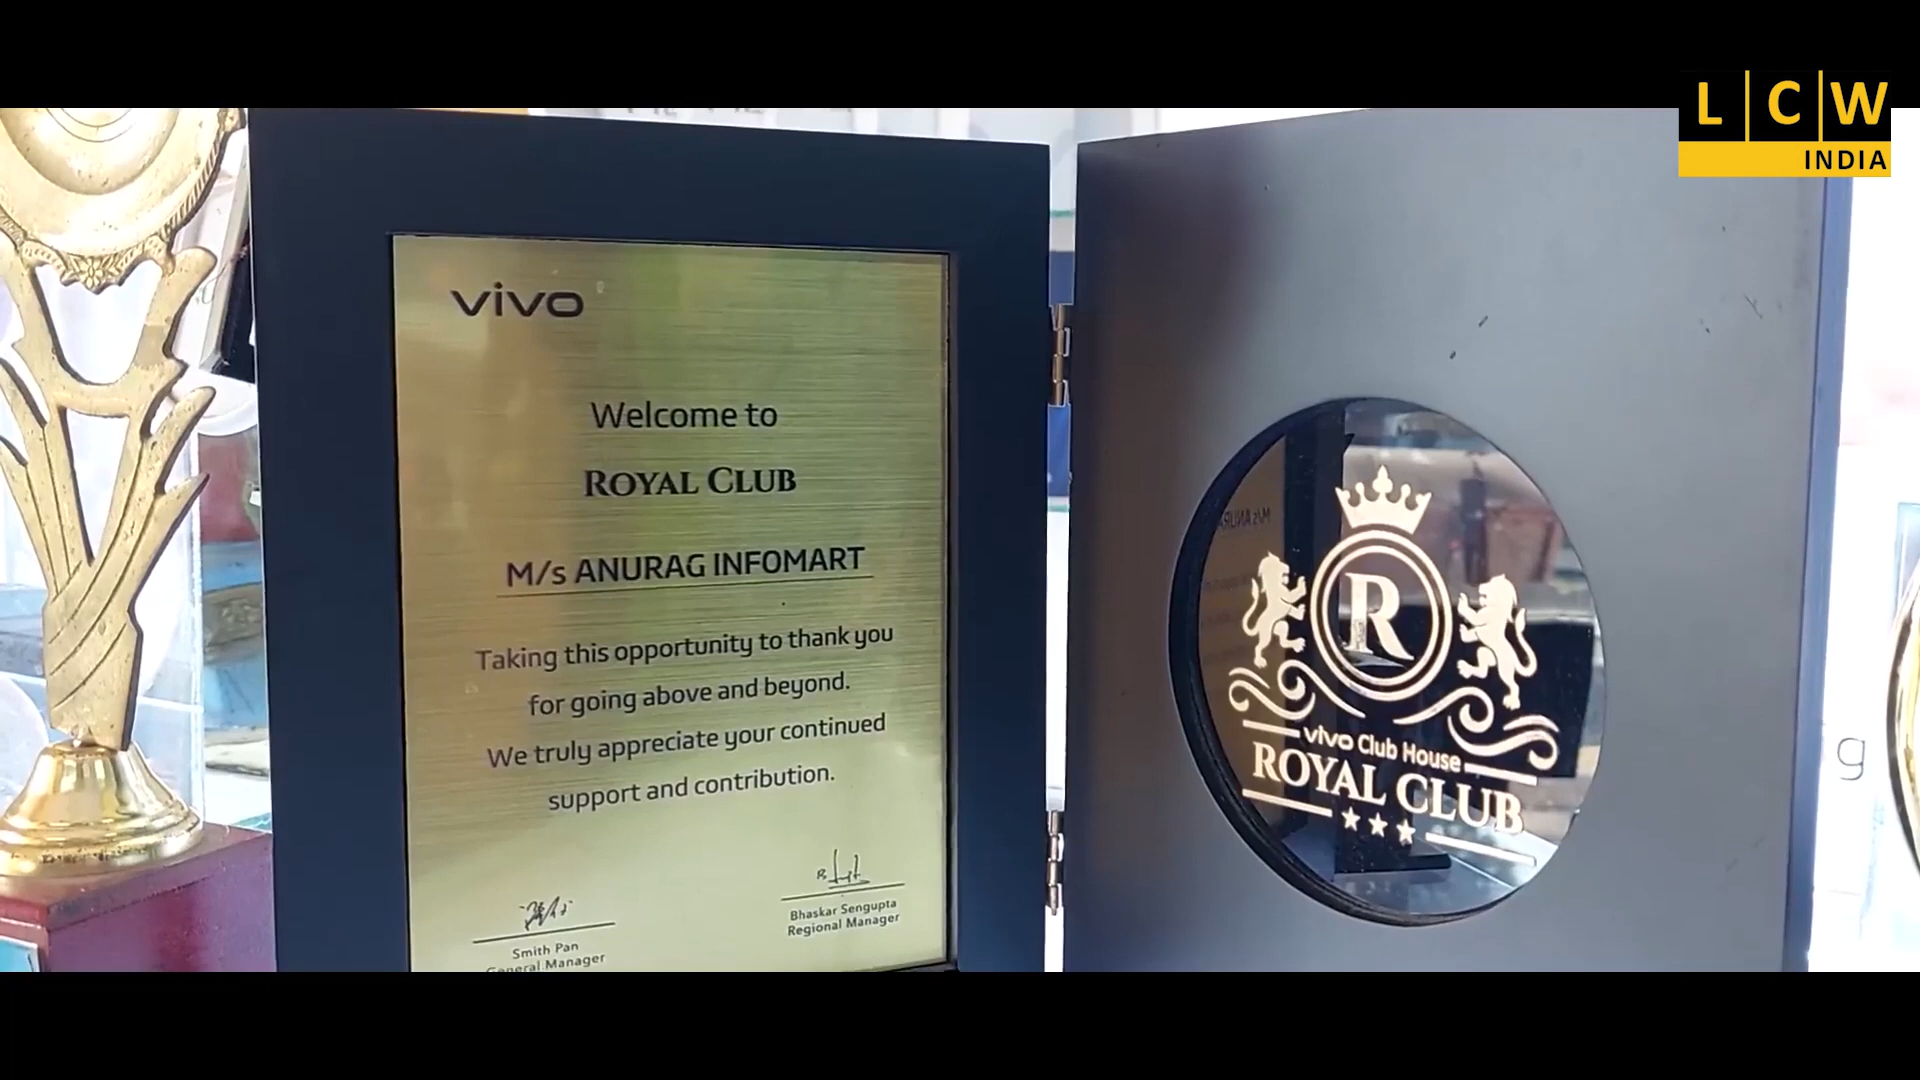 L C W
INDIA
vivo
Welcome to
ROYAL CLUB
M/s ANURAG INFOMART
Taking this opportunity to thank you
for going above and beyond.
We truly appreciate your continued
support and contribution.
Smith Pan
General Manager
Bhaskar Sengupta
Regional Manager
R
vivo Club House
ROYAL CLUB
g